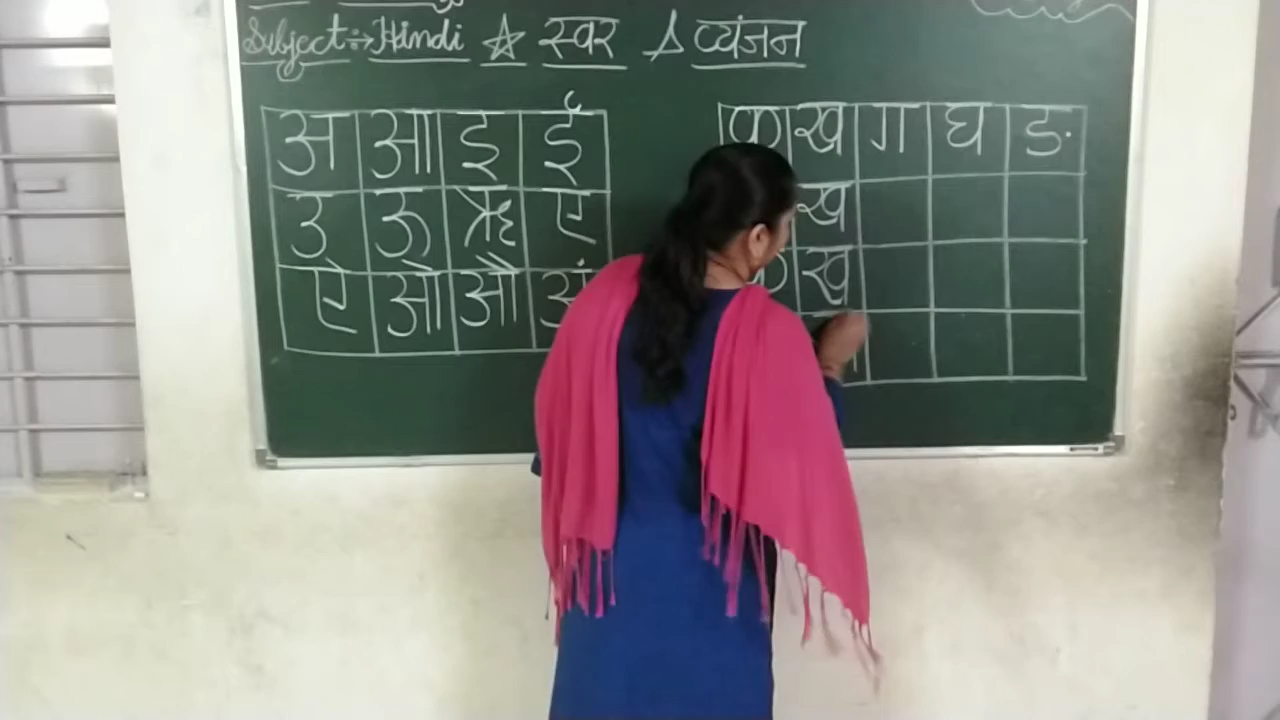 Subject:-> Hindi ☆ स्वर △ व्यंजन
अ आ इ ई क ख ग घ ङ
उ ऊ ऋ ए ख
ऐ ओ औ अं क ख